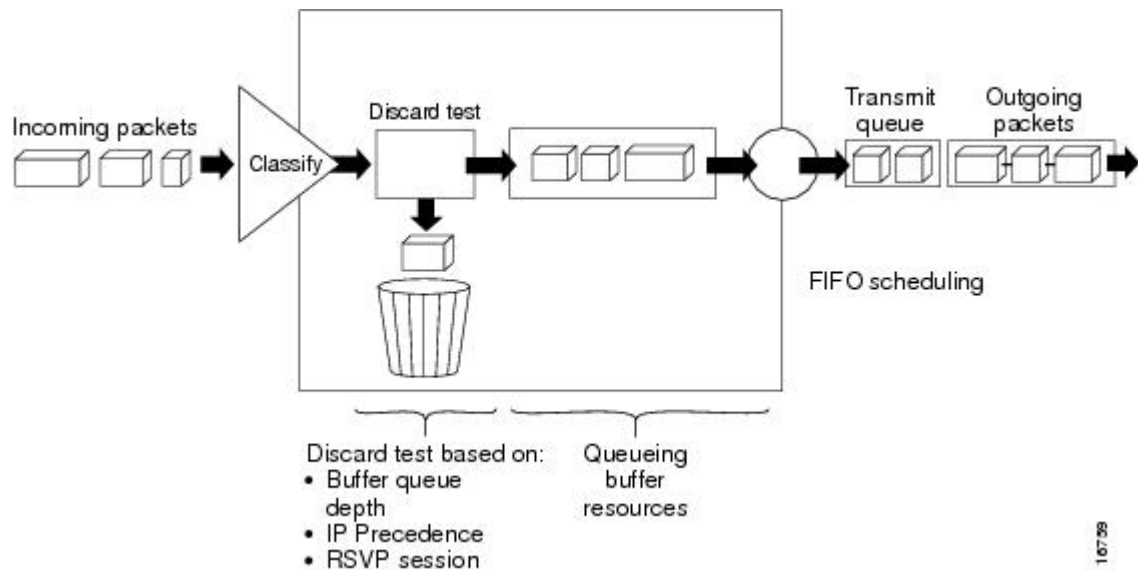 Incoming packets
Classify
Discard test
Transmit
queue
Outgoing
packets
FIFO scheduling
Discard test based on:
• Buffer queue
depth
• IP Precedence
• RSVP session
Queueing
buffer
resources
16759